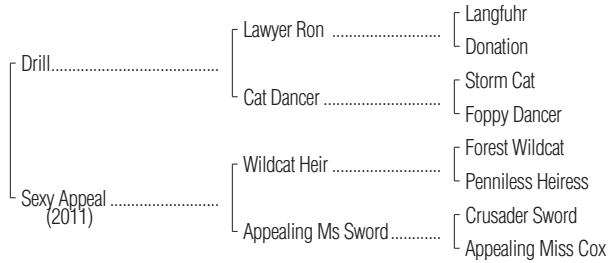 Langfuhr
Lawyer Ron ..........................
Donation
Drill.........................................
Storm Cat
Cat Dancer ............................
Foppy Dancer
Forest Wildcat
Wildcat Heir ..........................
Penniless Heiress
Sexy Appeal ..........................
(2011)
Crusader Sword
Appealing Ms Sword............
Appealing Miss Cox